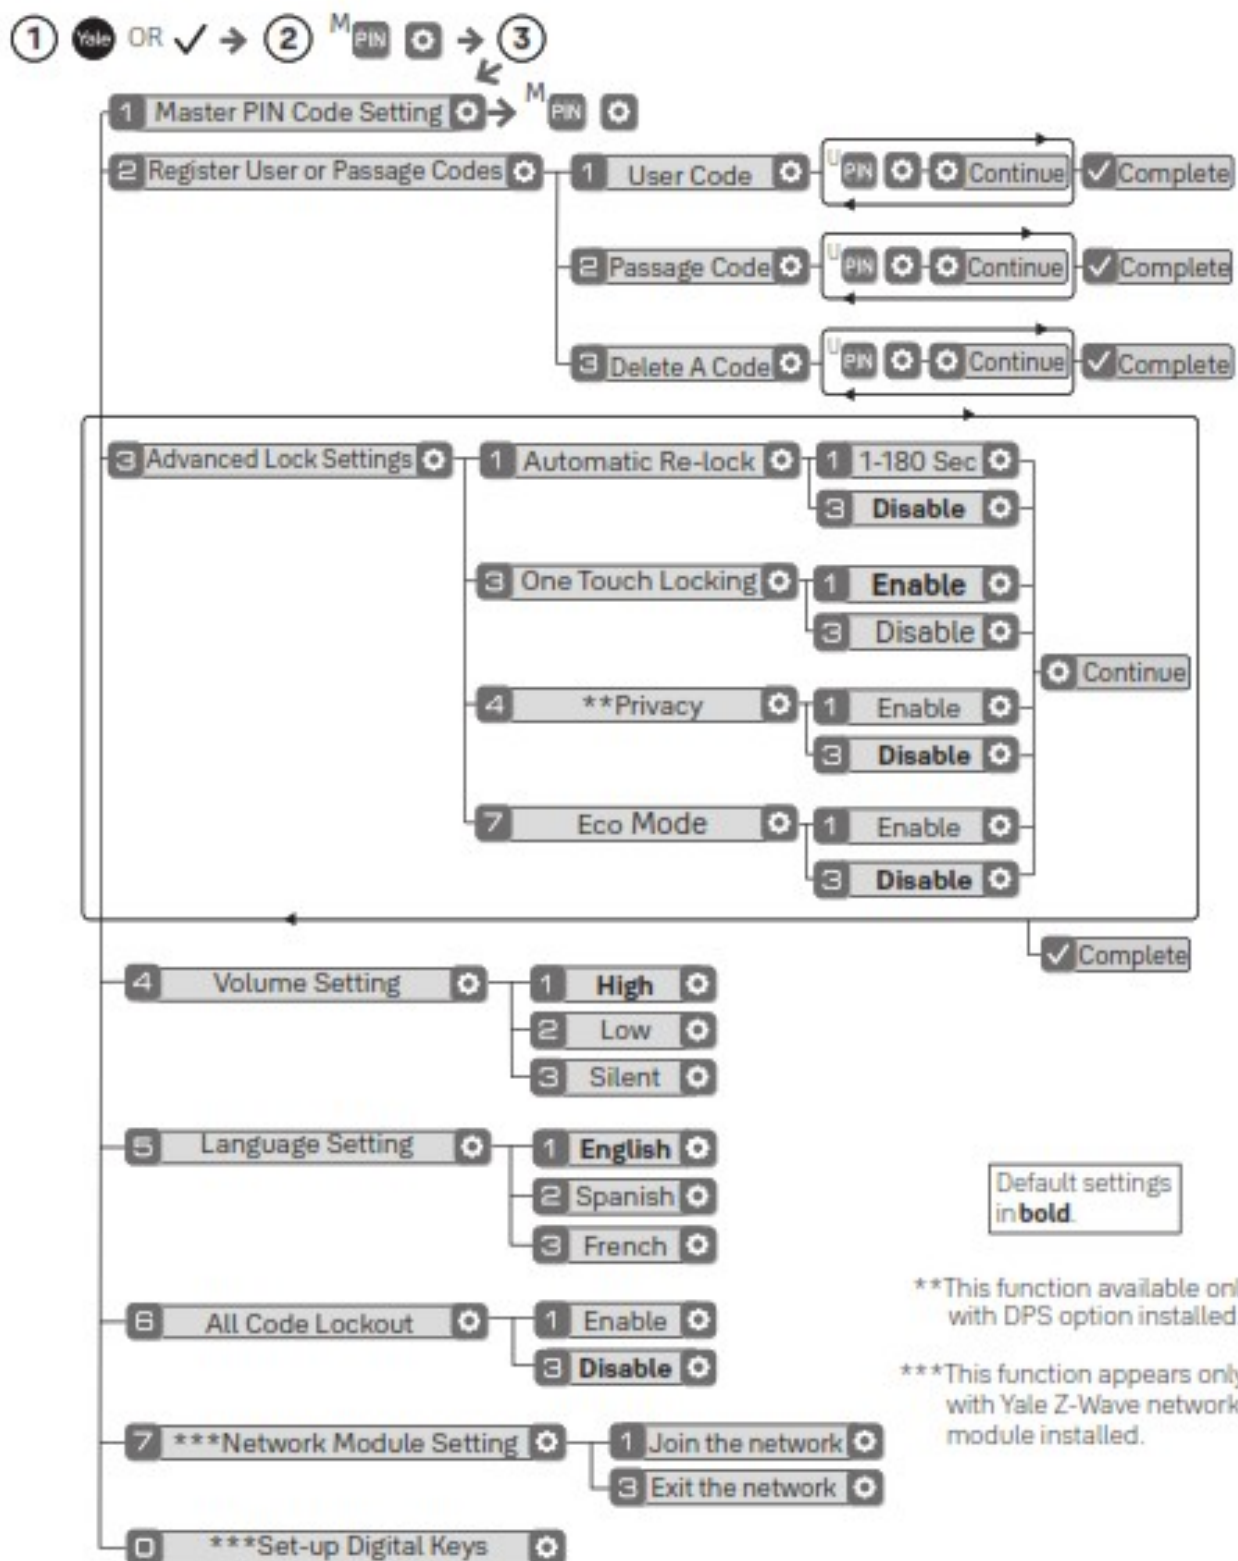 1 Yale OR → 2 M PIN → 3
1 Master PIN Code Setting → M PIN
2 Register User or Passage Codes
1 User Code U PIN Continue Complete
2 Passage Code U PIN Continue Complete
3 Delete A Code U PIN Continue Complete
3 Advanced Lock Settings
1 Automatic Re-lock 1 1-180 Sec
3 Disable
3 One Touch Locking 1 Enable
3 Disable
Continue
4 **Privacy 1 Enable
3 Disable
7 Eco Mode 1 Enable
3 Disable
Complete
4 Volume Setting 1 High
2 Low
3 Silent
5 Language Setting 1 English
2 Spanish
3 French
Default settings
in bold.
6 All Code Lockout 1 Enable
3 Disable
**This function available
with DPS option installed
***This function appears only
with Yale Z-Wave network
module installed.
7 ***Network Module Setting 1 Join the network
3 Exit the network
0 ***Set-up Digital Keys